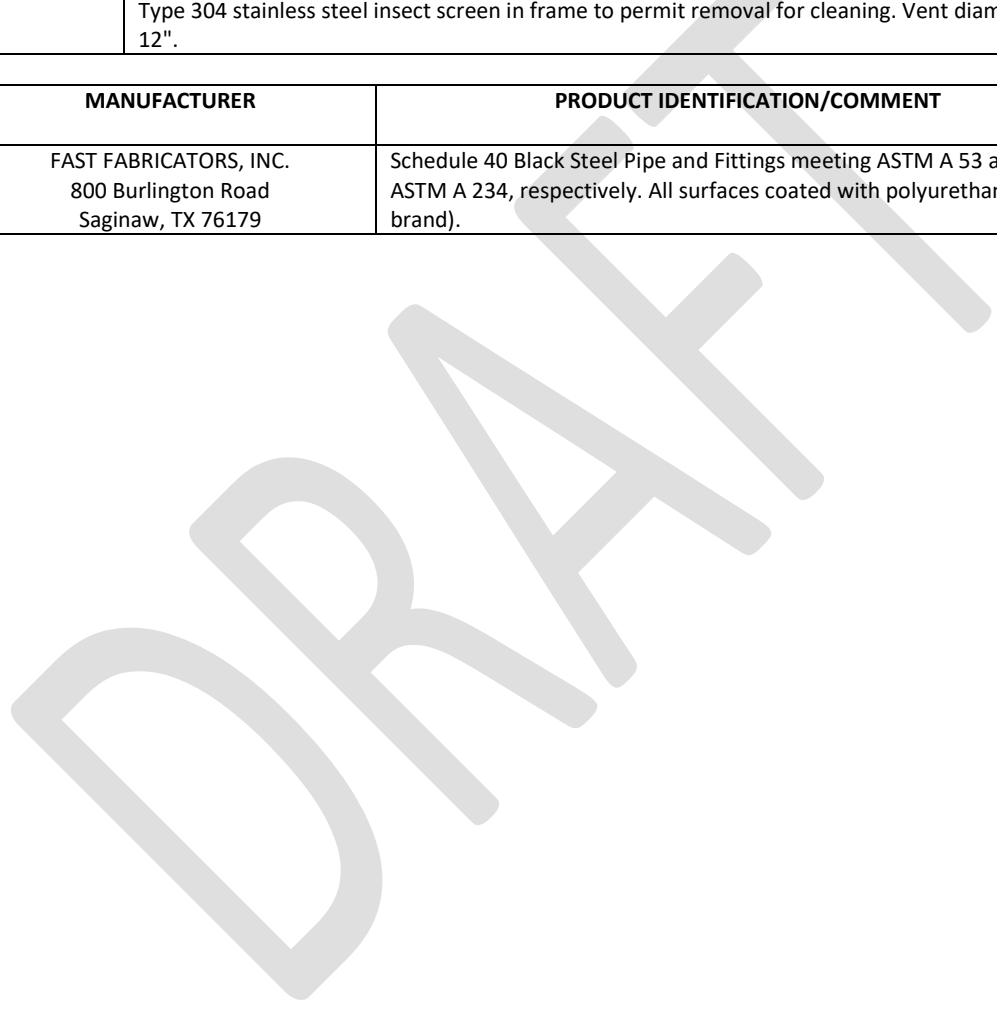 Type 304 stainless steel insect screen in frame to permit removal for cleaning. Vent
12".
MANUFACTURER PRODUCT IDENTIFICATION/COMMENT
FAST FABRICATORS, INC. Schedule 40 Black Steel Pipe and Fittings meeting ASTM A 53
800 Burlington Road ASTM A 234, respectively. All surfaces coated with
Saginaw, TX 76179 brand).
DRAFT